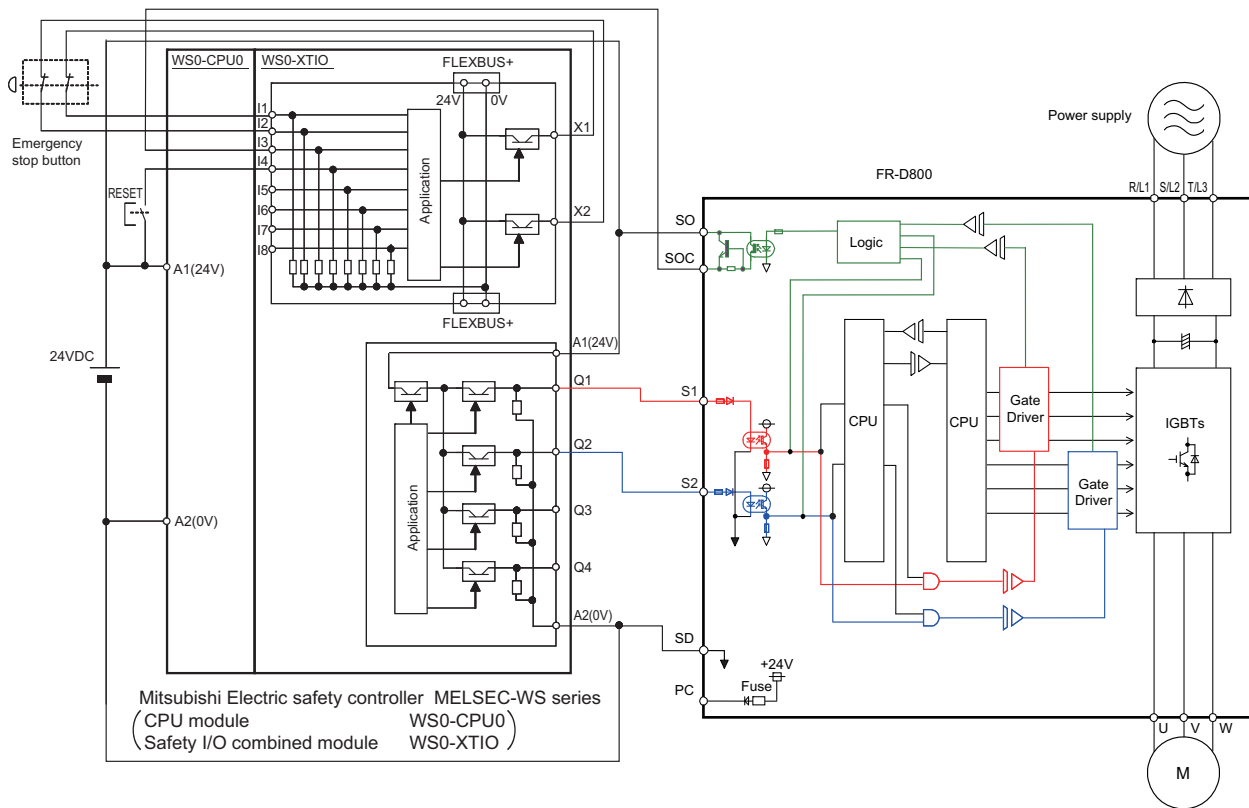 WS0-CPU0
WS0-XTIO
FLEXBUS+
24V
0V
I1
I2
I3
I4
I5
I6
I7
I8
Application
X1
X2
FLEXBUS+
Emergency
stop button
RESET
A1(24V)
24VDC
A2(0V)
A1(24V)
Q1
Q2
Q3
Q4
A2(0V)
Application
Mitsubishi Electric safety controller MELSEC-WS series
CPU module WS0-CPU0
Safety I/O combined module WS0-XTIO
Power supply
FR-D800
R/L1 S/L2 T/L3
SO
SOC
Logic
S1
S2
CPU
CPU
Gate
Driver
Gate
Driver
IGBTs
SD
PC
+24V
Fuse
U
V
W
M